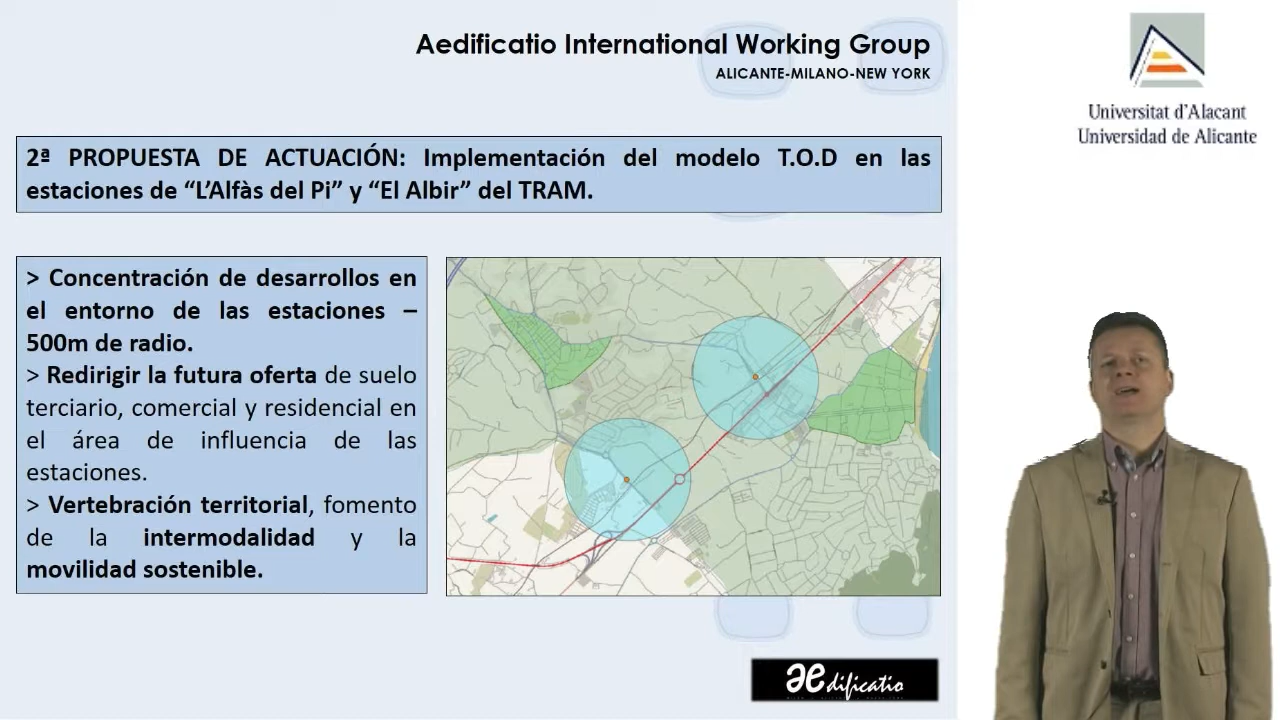 Aedificatio International Working Group
ALICANTE-MILANO-NEW YORK
Universitat d'Alacant
Universidad de Alicante
2ª PROPUESTA DE ACTUACIÓN: Implementación del modelo T.O.D en las
estaciones de “L’Alfàs del Pi” y “El Albir” del TRAM.
> Concentración de desarrollos en
el entorno de las estaciones –
500m de radio.
> Redirigir la futura oferta de suelo
terciario, comercial y residencial en
el área de influencia de las
estaciones.
> Vertebración territorial, fomento
de la intermodalidad y la
movilidad sostenible.
aedificatio